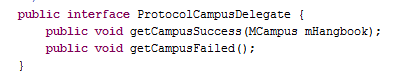 public interface ProtocolCampusDelegate {
public void getCampusSuccess(MCampus mHangbook);
public void getCampusFailed();
}